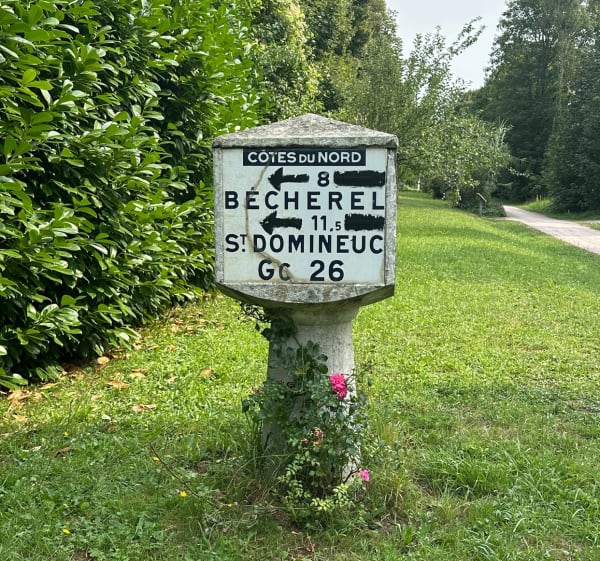 CÔTES DU NORD
8
BECHEREL
11,5
ST DOMINEUC
Gc 26